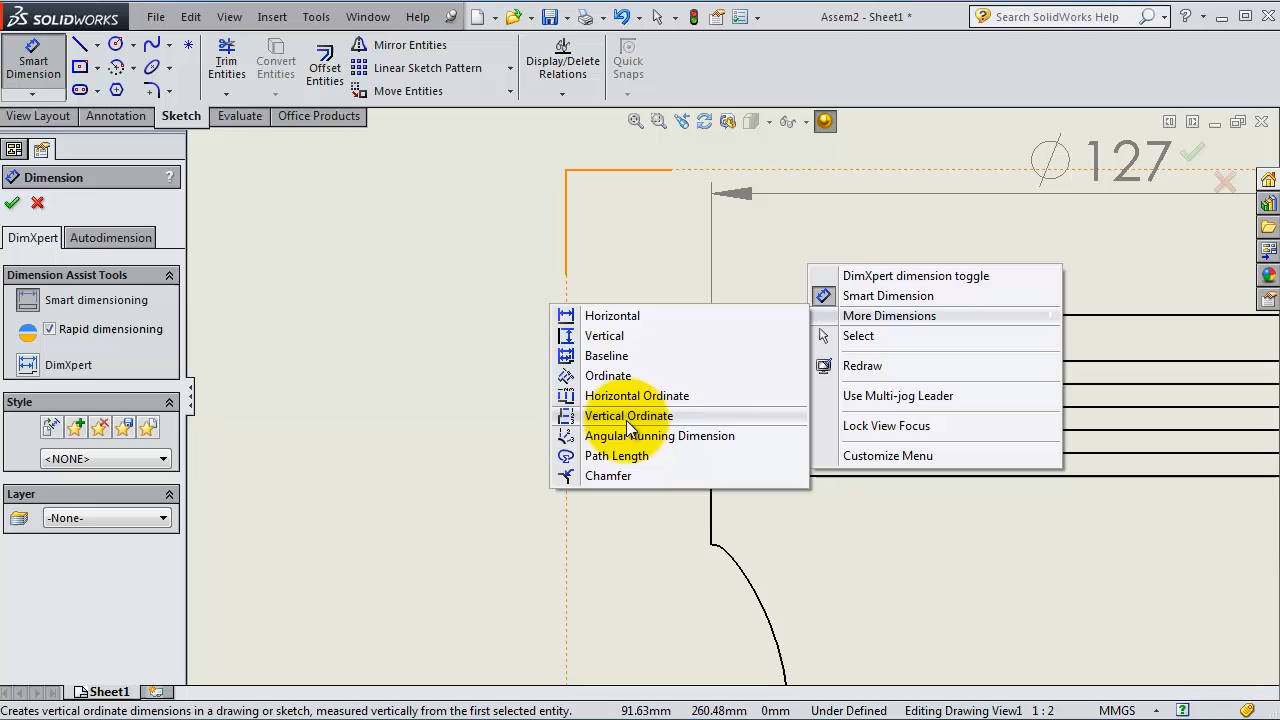 SOLIDWORKS File Edit View Insert Tools Window Help Assem2 - Sheet1 * Search SolidWorks Help
Smart Dimension
Trim Entities
Convert Entities
Offset Entities
Mirror Entities
Linear Sketch Pattern
Move Entities
Display/Delete Relations
Quick Snaps
View Layout Annotation Sketch Evaluate Office Products
Dimension ?
DimXpert Autodimension
Dimension Assist Tools
Smart dimensioning
Rapid dimensioning
DimXpert
Style
<NONE>
Layer
-None-
∅ 127
DimXpert dimension toggle
Smart Dimension
More Dimensions
Select
Redraw
Use Multi-jog Leader
Lock View Focus
Customize Menu
Horizontal
Vertical
Baseline
Ordinate
Horizontal Ordinate
Vertical Ordinate
Angular Running Dimension
Path Length
Chamfer
Sheet1
Creates vertical ordinate dimensions in a drawing or sketch, measured vertically from the first selected entity. 91.63mm 260.48mm 0mm Under Defined Editing Drawing View1 1 : 2 MMGS